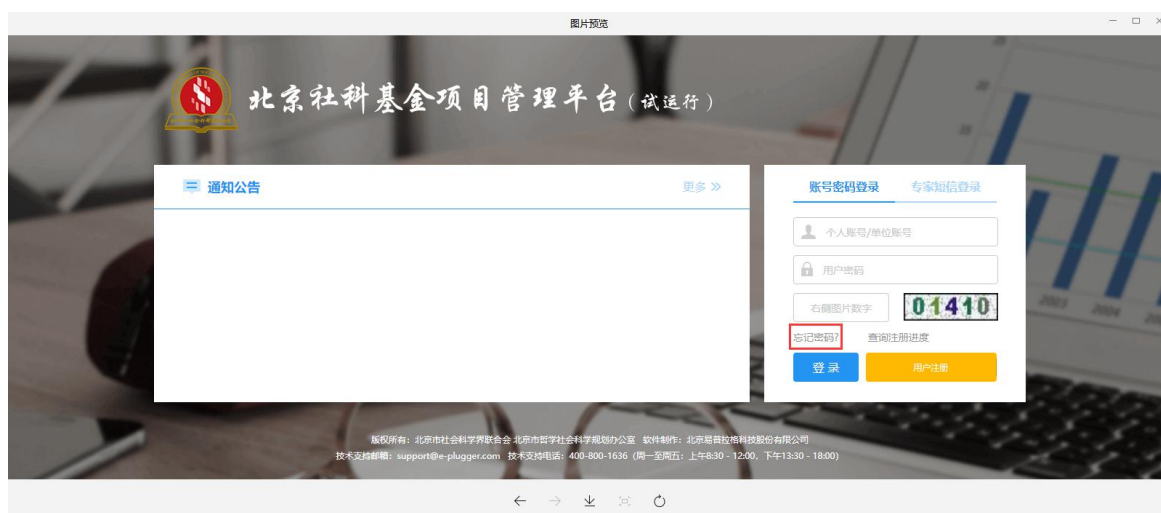 图片预览
北京社科基金项目管理平台（试运行）
通知公告
更多
账号密码登录 专家短信登录
个人账号/单位账号
用户密码
右侧图片数字 01410
忘记密码? 查询注册进度
登 录 用户注册
版权所有：北京市社会科学界联合会 北京市哲学社会科学规划办公室 软件制作：北京易普拉格科技股份有限公司
技术支持邮箱：support@e-plugger.com 技术支持电话：400-800-1636（周一至周五：上午8:30 - 12:00，下午13:30 - 18:00）
2003 2004